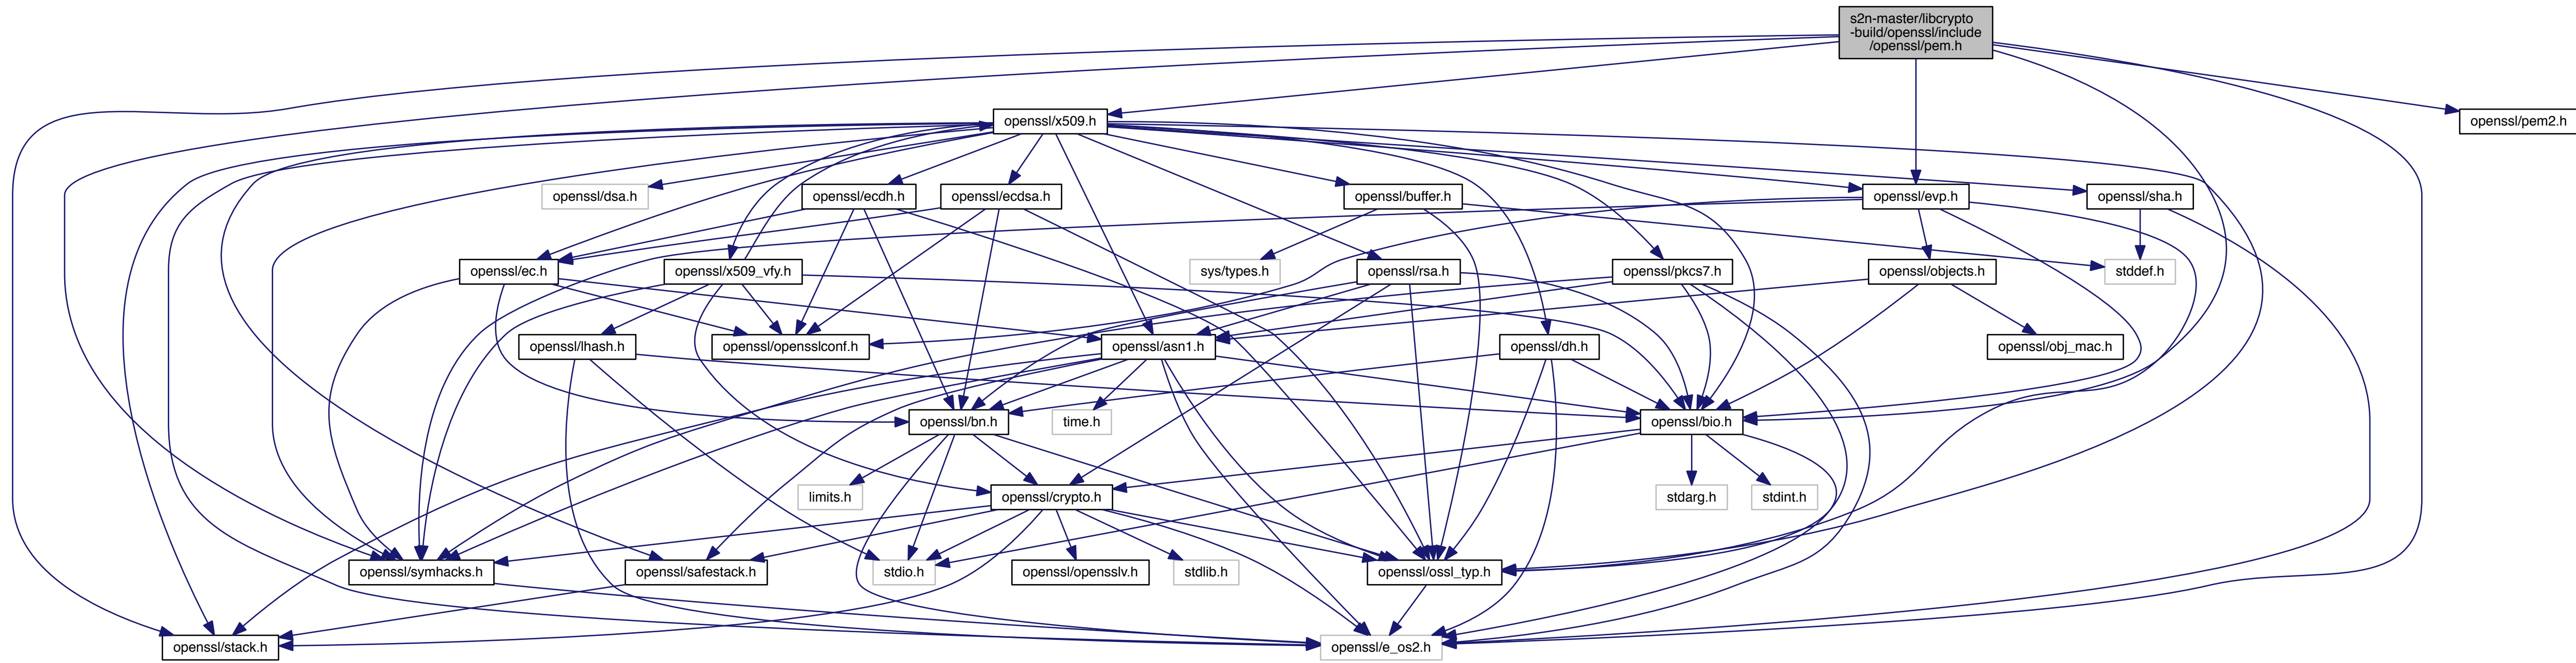 s2n-master/libcrypto
-build/openssl/include
/openssl/pem.h
openssl/x509.h
openssl/pem2.h
openssl/dsa.h
openssl/ecdh.h
openssl/ecdsa.h
openssl/buffer.h
openssl/evp.h
openssl/sha.h
openssl/ec.h
openssl/x509_vfy.h
sys/types.h
openssl/rsa.h
openssl/pkcs7.h
openssl/objects.h
stddef.h
openssl/lhash.h
openssl/opensslconf.h
openssl/asn1.h
openssl/dh.h
openssl/obj_mac.h
openssl/bn.h
time.h
openssl/bio.h
limits.h
openssl/crypto.h
stdarg.h
stdint.h
openssl/symhacks.h
openssl/safestack.h
stdio.h
openssl/opensslv.h
stdlib.h
openssl/ossl_typ.h
openssl/stack.h
openssl/e_os2.h